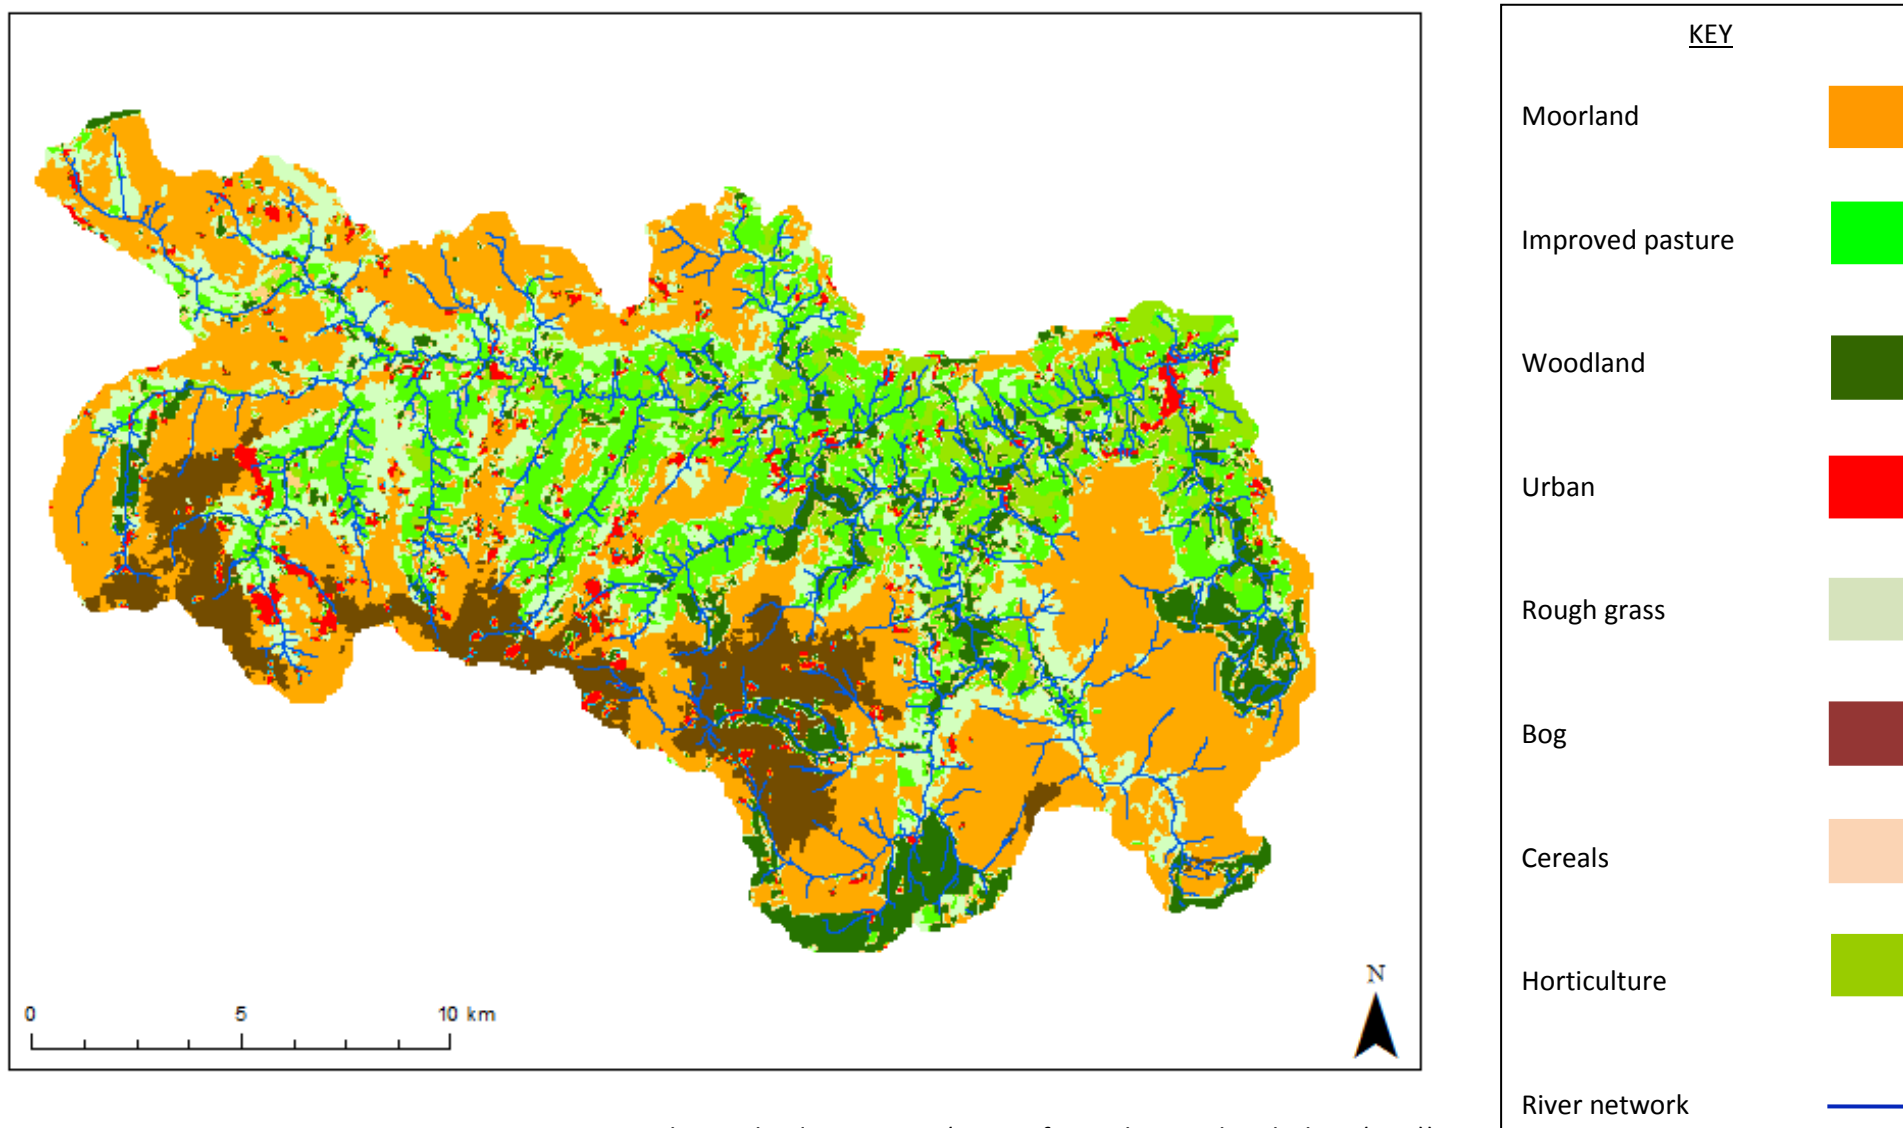 KEY
Moorland
Improved pasture
Woodland
Urban
Rough grass
Bog
Cereals
Horticulture
River network
N
0 5 10 km